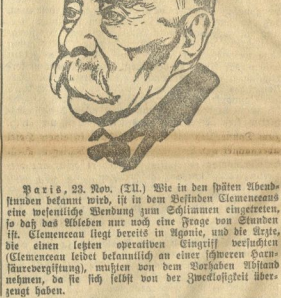 Paris, 23. Nov. (TU.) Wie in den späten Abend-
stunden bekannt wird, ist in dem Befinden Clemenceaus
eine wesentliche Wendung zum Schlimmen eingetreten,
so daß das Ableben nur noch eine Frage von Stunden
ist. Clemenceau liegt bereits in Agonie, und die Ärzte,
die einen letzten operativen Eingriff versuchten
(Clemenceau leidet bekanntlich an einer schweren Harn-
säurevergiftung), mußten von dem Vorhaben Abstand
nehmen, da sie sich selbst von der Zwecklosigkeit über-
zeugt haben.